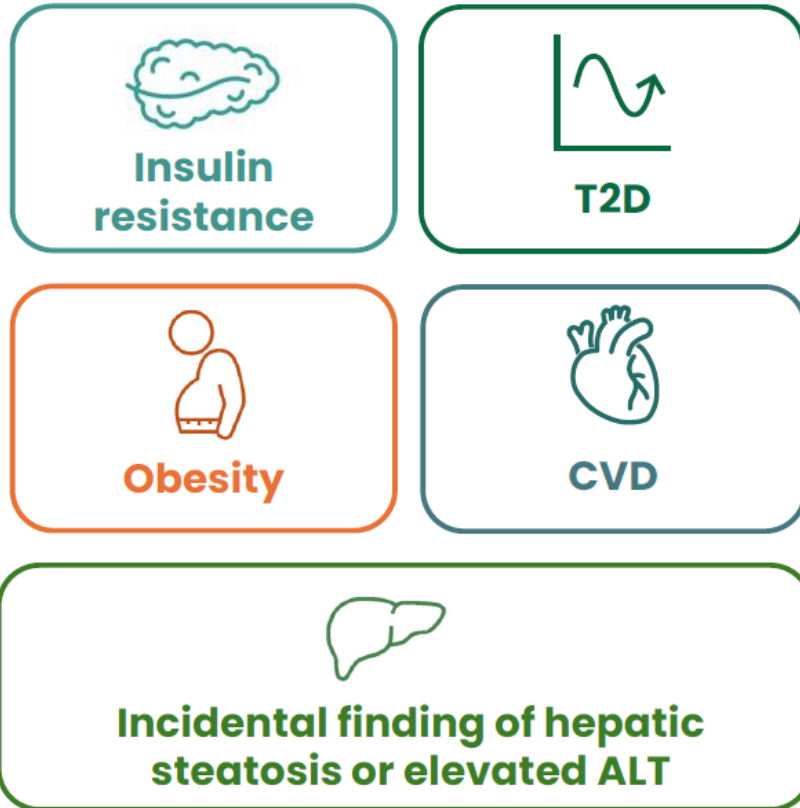 Insulin
resistance
T2D
Obesity
CVD
Incidental finding of hepatic
steatosis or elevated ALT